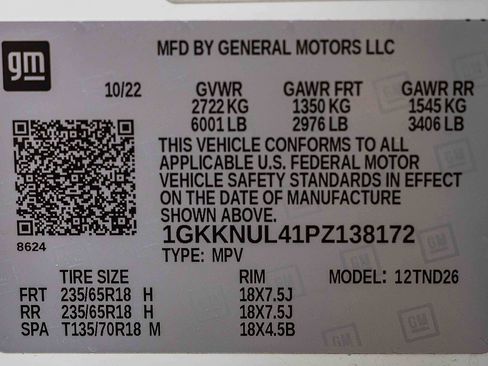 gm
MFD BY GENERAL MOTORS LLC
10/22 GVWR GAWR FRT GAWR RR
2722 KG 1350 KG 1545 KG
6001 LB 2976 LB 3406 LB
THIS VEHICLE CONFORMS TO ALL
APPLICABLE U.S. FEDERAL MOTOR
VEHICLE SAFETY STANDARDS IN EFFECT
ON THE DATE OF MANUFACTURE
SHOWN ABOVE.
8624
1GKKNUL41PZ138172
TYPE: MPV
TIRE SIZE RIM MODEL: 12TND26
FRT 235/65R18 H 18X7.5J
RR 235/65R18 H 18X7.5J
SPA T135/70R18 M 18X4.5B